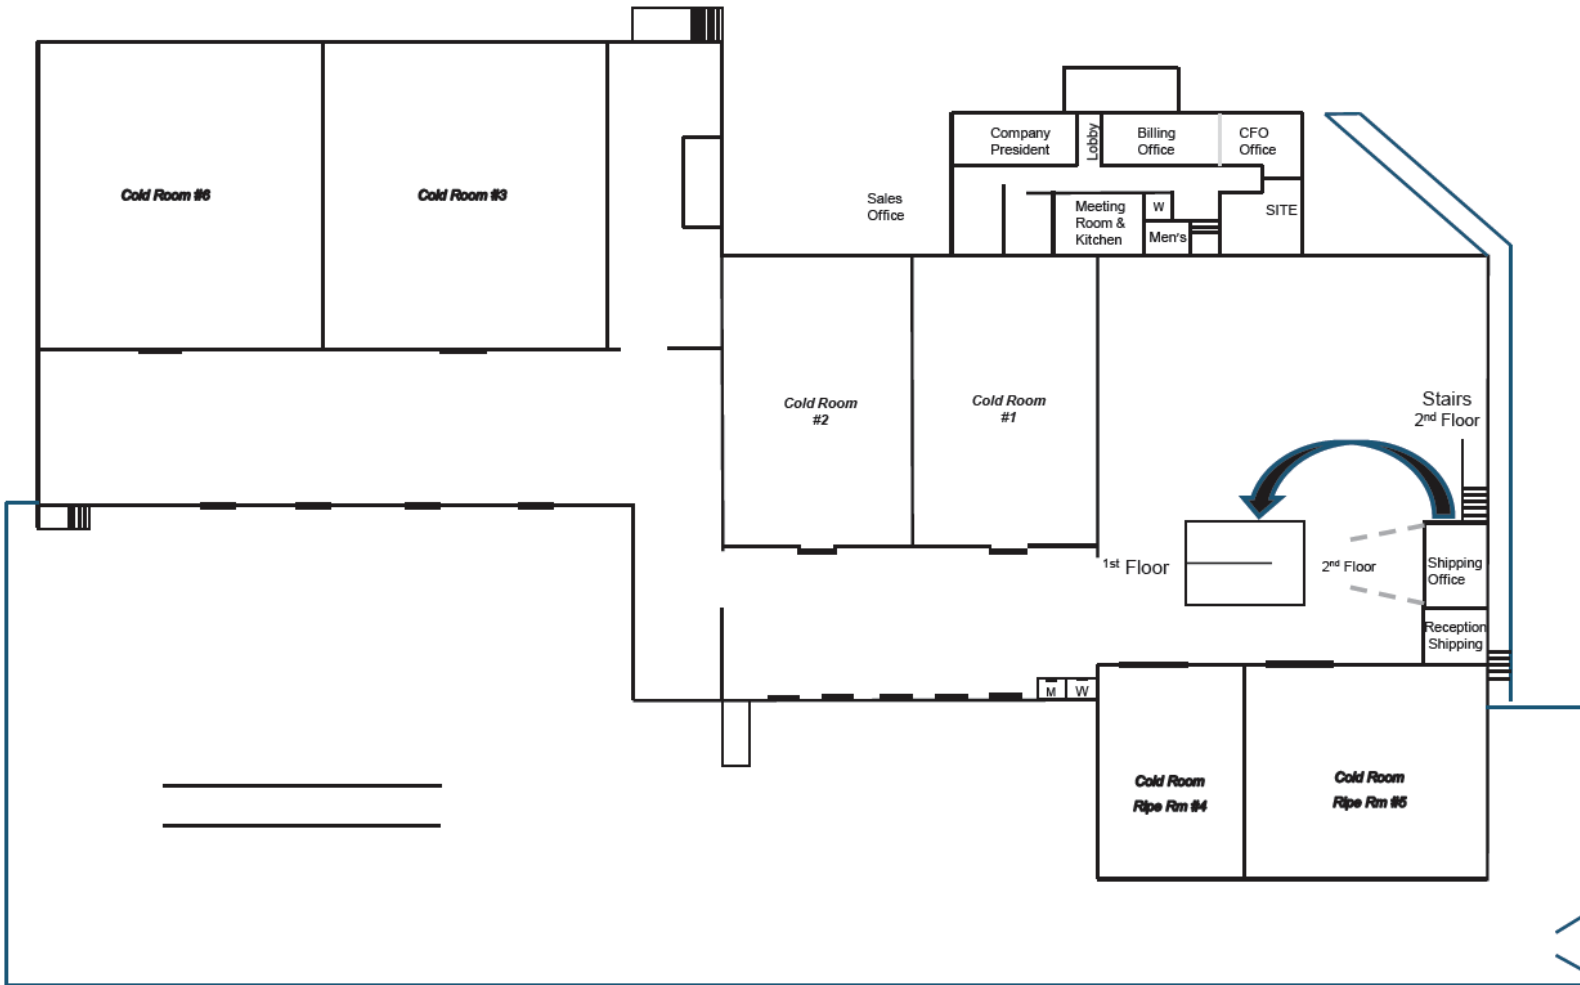 Company
President
Lobby
Billing
Office
CFO
Office
Cold Room #6
Cold Room #3
Sales
Office
Meeting
Room &
Kitchen
W
Men's
SITE
Stairs
2nd Floor
Cold Room
#2
Cold Room
#1
1st Floor
2nd Floor
Shipping
Office
Reception
Shipping
M
W
Cold Room
Ripe Rm #4
Cold Room
Ripe Rm #5